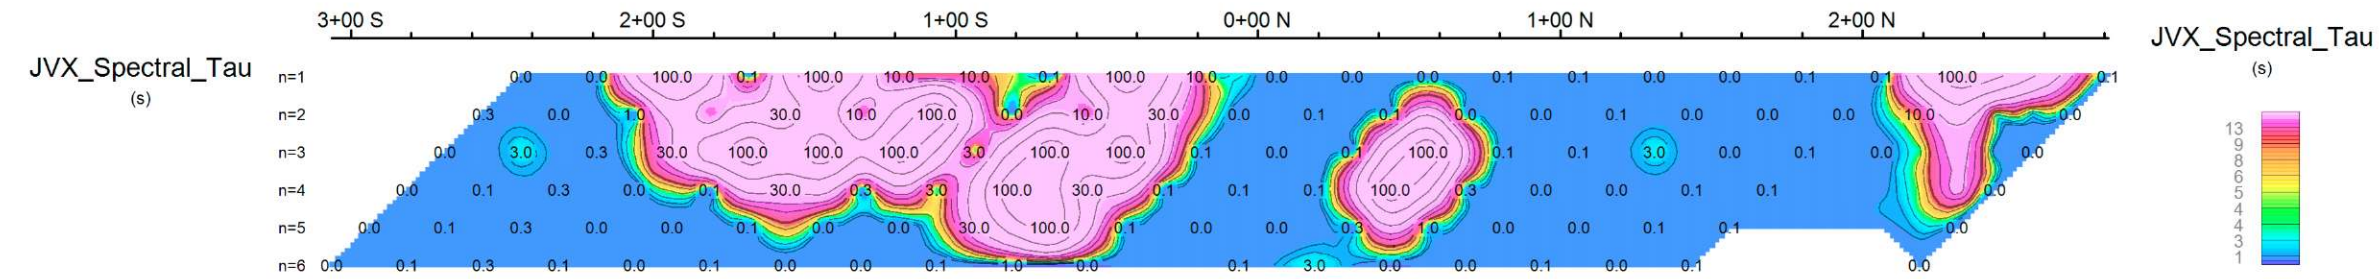 3+00 S 2+00 S 1+00 S 0+00 N 1+00 N 2+00 N
JVX_Spectral_Tau
(s)
JVX_Spectral_Tau
(s)
n=1 0.0 0.0 100.0 0.1 100.0 10.0 10.0 0.1 100.0 10.0 0.0 0.0 0.0 0.1 0.1 0.0 0.0 0.1 0.1 100.0 0.1
n=2 0.3 0.0 1.0 30.0 10.0 100.0 0.0 10.0 30.0 0.0 0.1 0.1 0.0 0.0 0.1 0.0 0.0 0.0 10.0 0.0
n=3 0.0 3.0 0.3 30.0 100.0 100.0 100.0 3.0 100.0 100.0 0.1 0.0 0.1 100.0 0.1 0.1 3.0 0.0 0.1 0.0 0.0
n=4 0.0 0.1 0.3 0.0 0.1 30.0 0.3 3.0 100.0 30.0 0.1 0.1 0.1 100.0 0.3 0.0 0.0 0.1 0.1 0.0
n=5 0.0 0.1 0.3 0.0 0.0 0.1 0.0 0.0 30.0 100.0 0.1 0.0 0.0 0.3 1.0 0.0 0.0 0.1 0.1 0.0
n=6 0.0 0.1 0.3 0.1 0.0 0.1 0.0 0.0 0.1 1.0 0.0 0.1 3.0 0.0 0.0 0.1 0.0 0.1 0.0
13
9
8
6
5
4
4
3
3
1